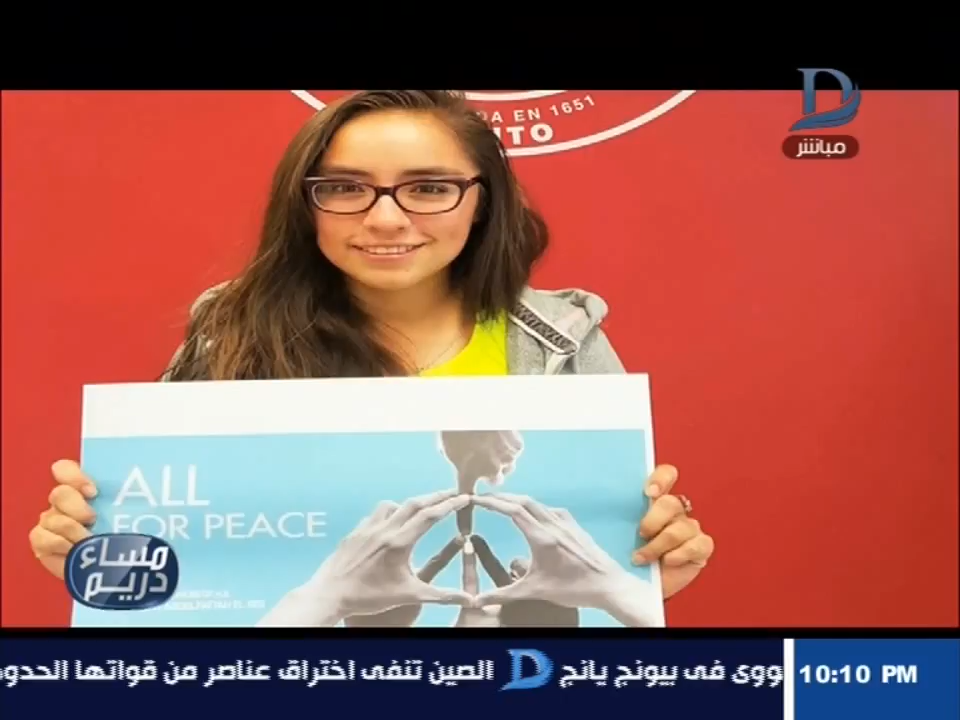 DA EN 1651
ITO
مباشر
ALL
FOR PEACE
مساء
دريم
ووى فى بيونج يانج
الصين تنفى اختراق عناصر من قواتها الحدو
10:10 PM